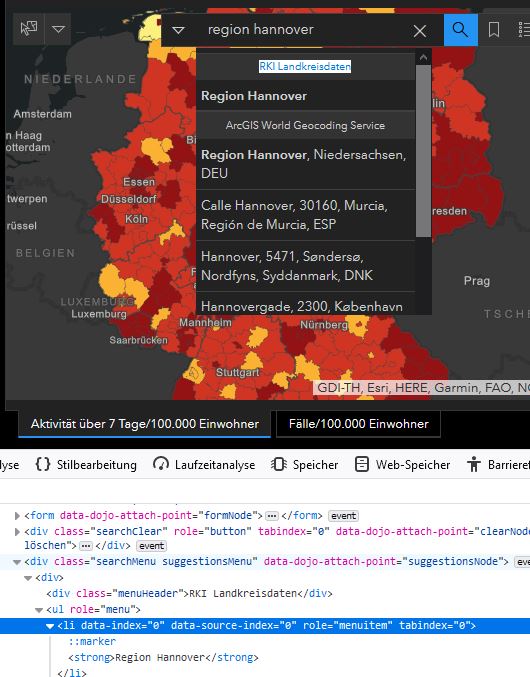 region hannover
RKI Landkreisdaten
Region Hannover
ArcGIS World Geocoding Service
Region Hannover, Niedersachsen,
DEU
Calle Hannover, 30160, Murcia,
Región de Murcia, ESP
Hannover, 5471, Søndersø,
Nordfyns, Syddanmark, DNK
Hannovergade, 2300, København
NIEDERLANDE
Amsterdam
n Haag
otterdam
lin
Essen
Düsseldorf
Köln
twerpen
rüssel
resden
BELGIEN
Prag
LUXEMBURG
Luxemburg
TSCHE
Mannheim
Nürnberg
Saarbrücken
Stuttgart
GDI-TH, Esri, HERE, Garmin, FAO, NO
Aktivität über 7 Tage/100.000 Einwohner
Fälle/100.000 Einwohner
lyse
{} Stilbearbeitung
Laufzeitanalyse
Speicher
Web-Speicher
Barrieref
<form data-dojo-attach-point="formNode"> ··· </form> event
<div class="searchClear" role="button" tabindex="0" data-dojo-attach-point="clearNode
löschen"> ··· </div> event
<div class="searchMenu suggestionsMenu" data-dojo-attach-point="suggestionsNode"> eve
<div>
<div class="menuHeader">RKI Landkreisdaten</div>
<ul role="menu">
<li data-index="0" data-source-index="0" role="menuitem" tabindex="0">
::marker
<strong>Region Hannover</strong>
</li>